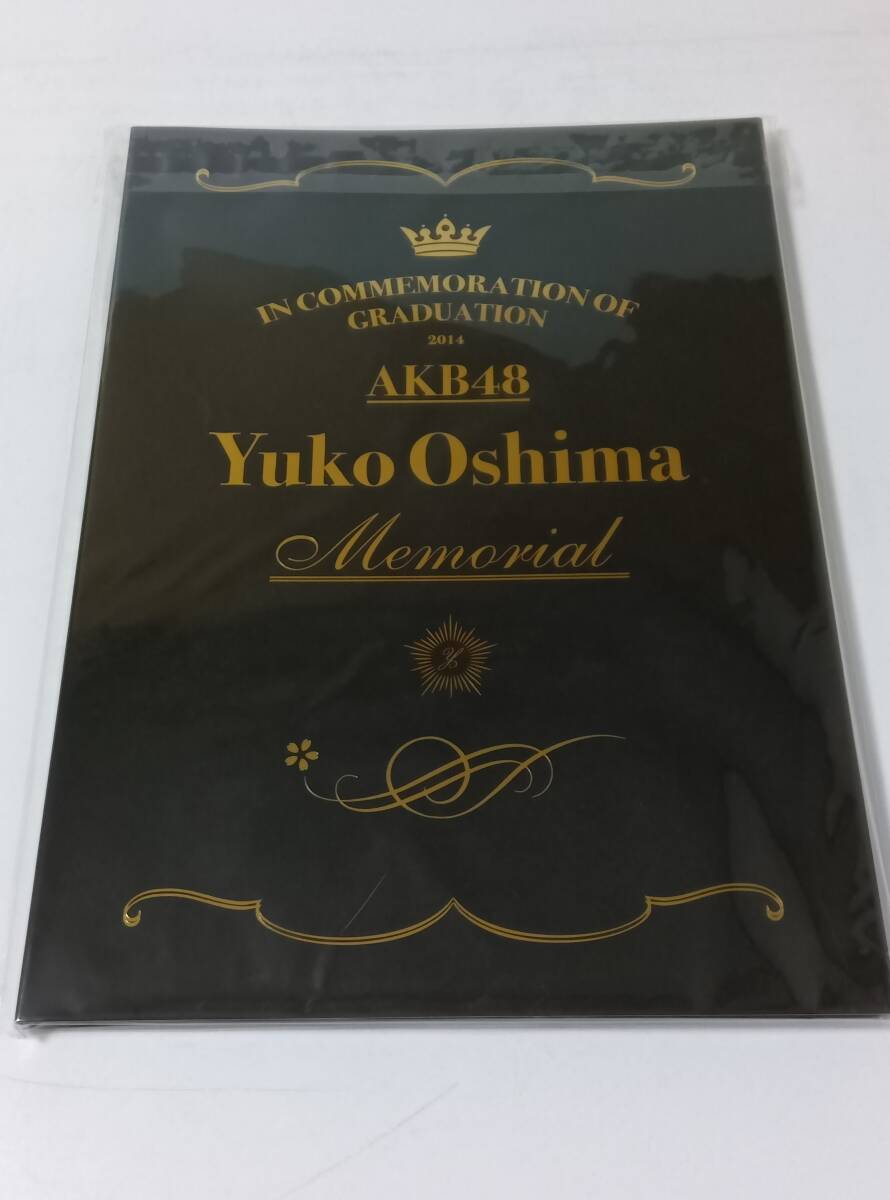 IN COMMEMORATION OF
GRADUATION
2014
AKB48
Yuko Oshima
Memorial
Y